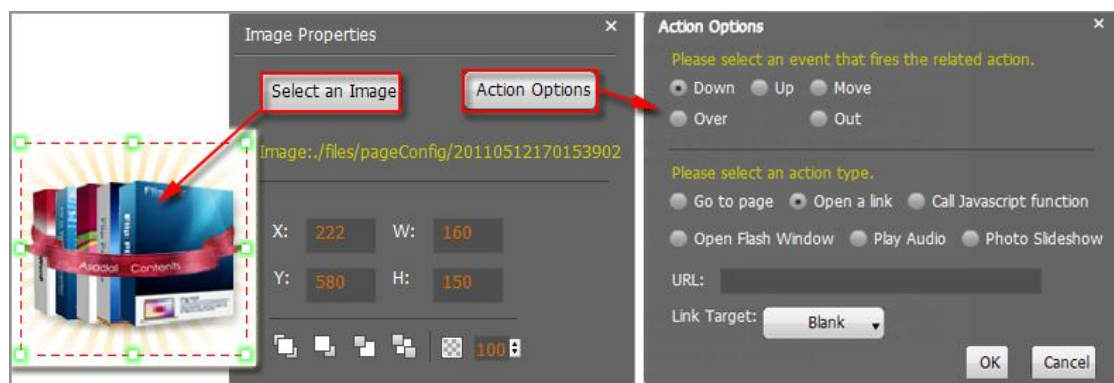 Image Properties
×
Select an Image
Action Options
Image:./files/pageConfig/20110512170153902
X: 222 W: 160
Y: 580 H: 150
100
Asocial Contents
Action Options
×
Please select an event that fires the related action.
Down Up Move
Over Out
Please select an action type.
Go to page Open a link Call Javascript function
Open Flash Window Play Audio Photo Slideshow
URL:
Link Target: Blank
OK Cancel